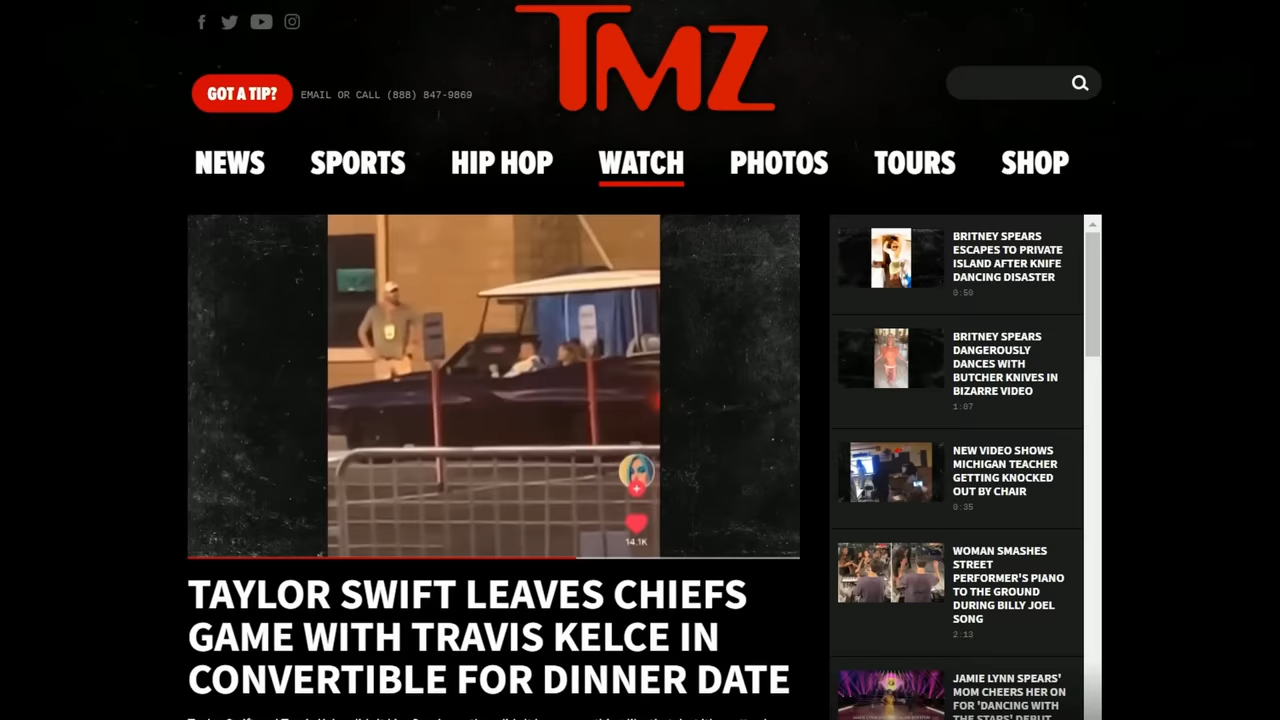 TMZ
GOT A TIP?
EMAIL OR CALL (888) 847-9869
NEWS
SPORTS
HIP HOP
WATCH
PHOTOS
TOURS
SHOP
14.1K
TAYLOR SWIFT LEAVES CHIEFS
GAME WITH TRAVIS KELCE IN
CONVERTIBLE FOR DINNER DATE
BRITNEY SPEARS
ESCAPES TO PRIVATE
ISLAND AFTER KNIFE
DANCING DISASTER
0:50
BRITNEY SPEARS
DANGEROUSLY
DANCES WITH
BUTCHER KNIVES IN
BIZARRE VIDEO
1:07
NEW VIDEO SHOWS
MICHIGAN TEACHER
GETTING KNOCKED
OUT BY CHAIR
0:35
WOMAN SMASHES
STREET
PERFORMER'S PIANO
TO THE GROUND
DURING BILLY JOEL
SONG
2:13
JAMIE LYNN SPEARS'
MOM CHEERS HER ON
FOR 'DANCING WITH
THE STARS' DEBUT